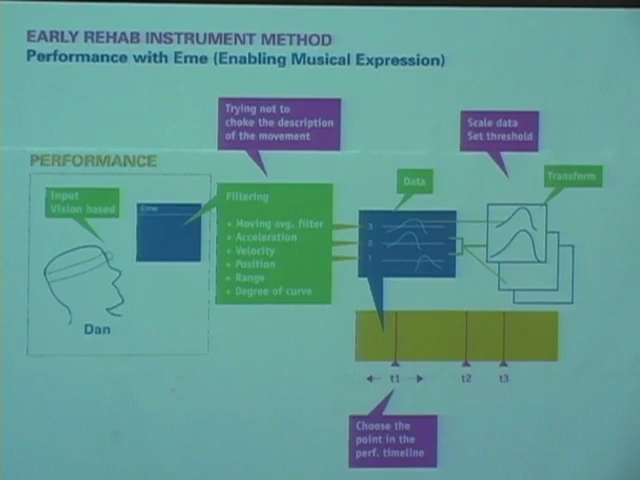 EARLY REHAB INSTRUMENT METHOD
Performance with Eme (Enabling Musical Expression)
Trying not to
choke the description
of the movement
Scale data
Set threshold
PERFORMANCE
Input
Vision based
Eme
Filtering
+ Moving avg. filter
+ Acceleration
+ Velocity
+ Position
+ Range
+ Degree of curve
Data
3
2
1
Transform
Dan
t1
t2
t3
Choose the
point in the
perf. timeline